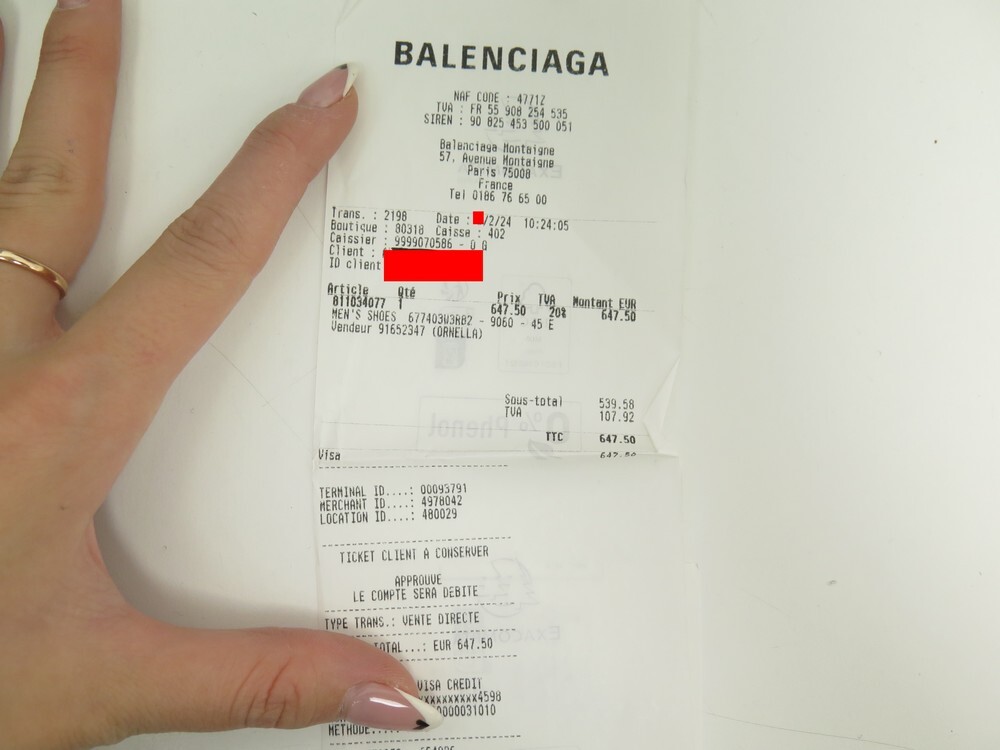 BALENCIAGA
NAF CODE : 4771Z
TVA : FR 55 908 254 535
SIREN : 90 825 453 500 051
Balenciaga Montaigne
57, Avenue Montaigne
Paris 75008
France
Tel 0186 76 65 00
Trans. : 2198 Date : /2/24 10:24:05
Boutique : 80318 Caisse : 402
Caissier : 9999070586 - 0 0
Client :
ID client
Article Qté Prix TVA Montant EUR
811034077 1 647.50 20% 647.50
MEN'S SHOES 677403W3RB2 - 9060 - 45 E
Vendeur 91652347 (ORNELLA)
Sous-total 539.58
TVA 107.92
TTC 647.50
Visa
TERMINAL ID....: 00093791
MERCHANT ID....: 4978042
LOCATION ID....: 480029
TICKET CLIENT A CONSERVER
APPROUVE
LE COMPTE SERA DEBITE
TYPE TRANS.: VENTE DIRECTE
TOTAL...: EUR 647.50
VISA CREDIT
xxxxxxxxxx4598
0000031010
METHODE....
0% Phenol